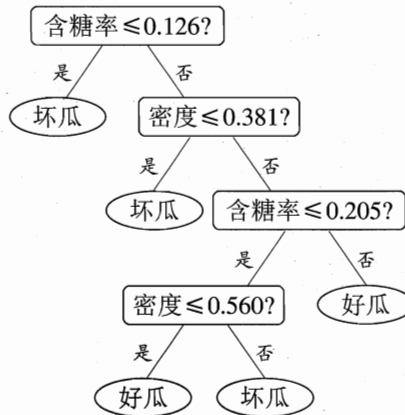 含糖率≤0.126?
是 否
坏瓜 密度≤0.381?
是 否
坏瓜 含糖率≤0.205?
是 否
密度≤0.560? 好瓜
是 否
好瓜 坏瓜